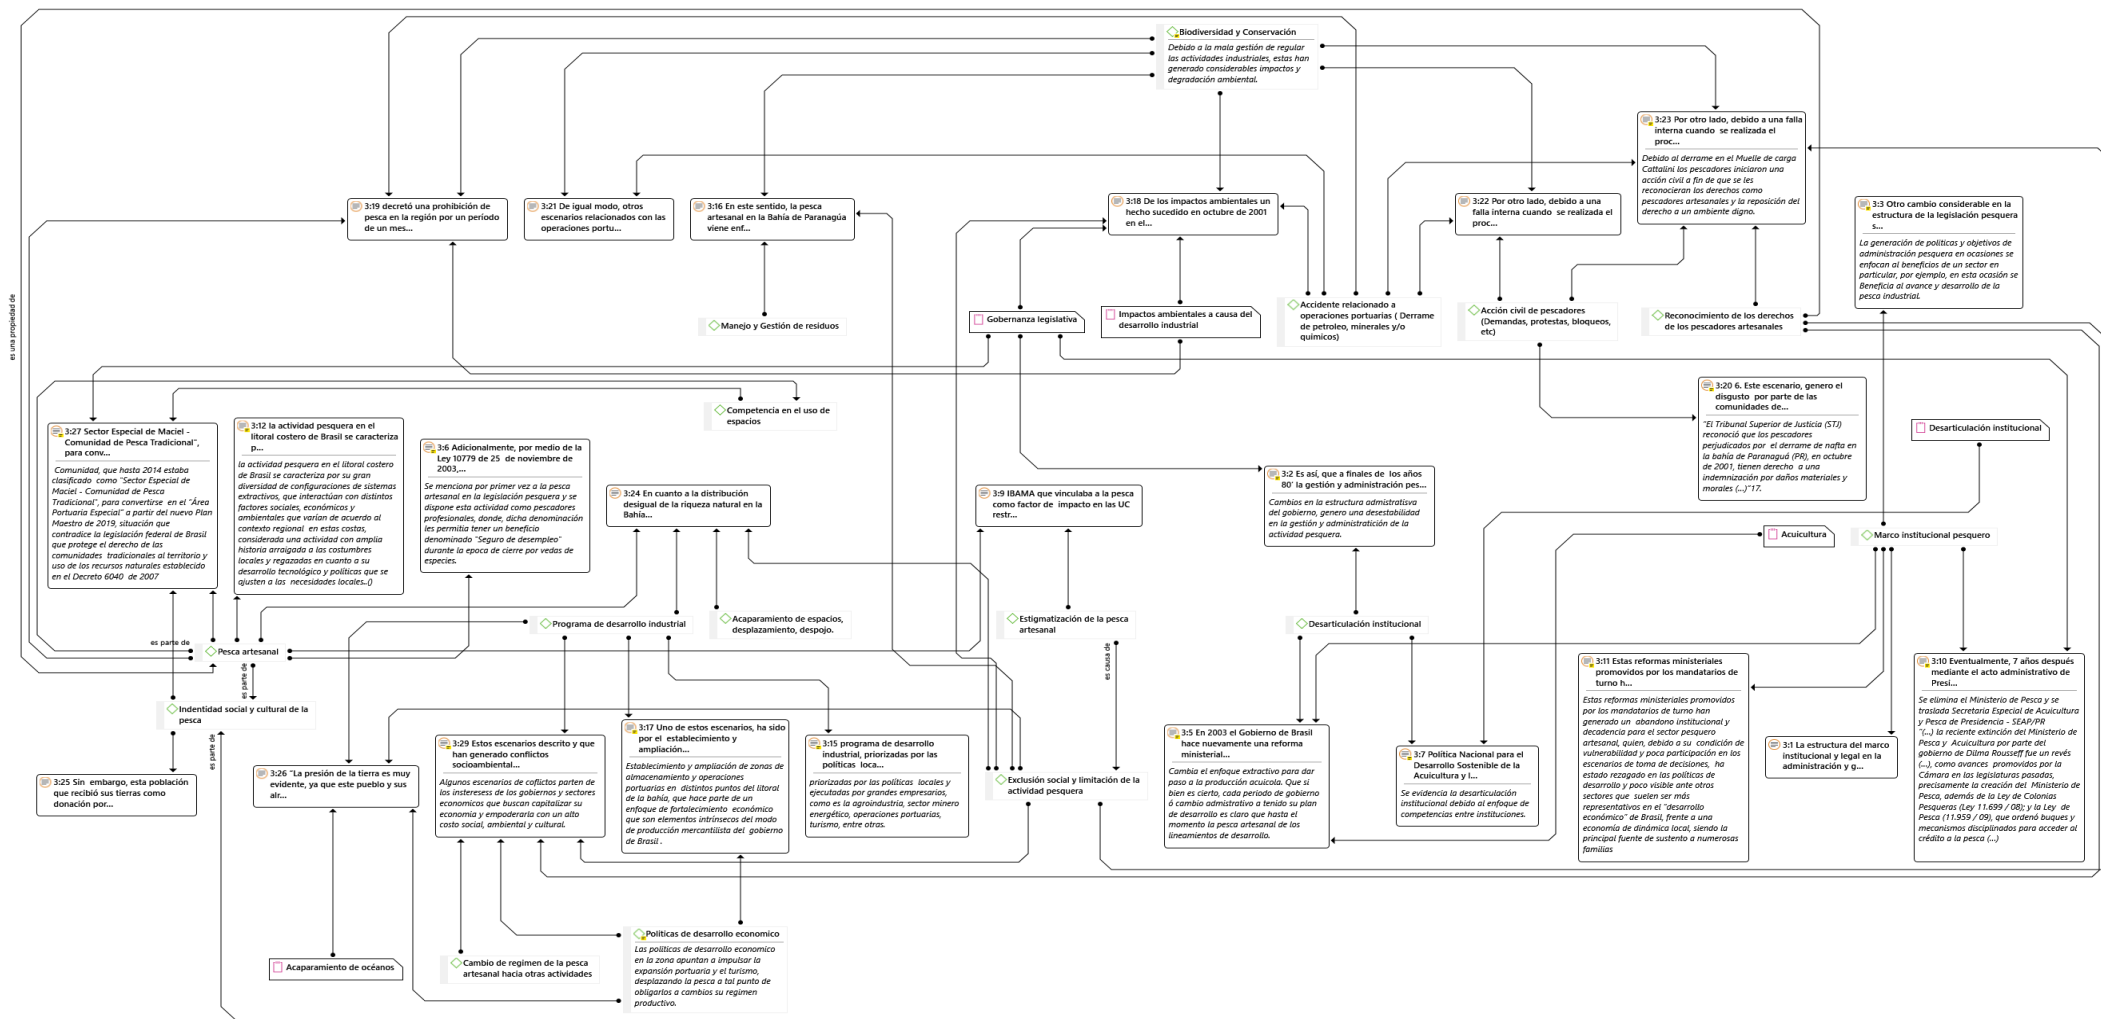 Biodiversidad y Conservación
Debido a la mala gestión de regular
las actividades industriales, estas han
generado considerables impactos y
degradación ambiental.
3:23 Por otro lado, debido a una falla
interna cuando se realizada el
proc...
Debido al derrame en el Muelle de carga
Cattalini los pescadores iniciaron una
acción civil a fin de que se les
reconocieran los derechos como
pescadores artesanales y la reposición del
derecho a un ambiente digno.
3:19 decretó una prohibición de
pesca en la región por un período
de un mes...
3:21 De igual modo, otros
escenarios relacionados con las
operaciones portu...
3:16 En este sentido, la pesca
artesanal en la Bahía de Paranaguá
viene enf...
3:18 De los impactos ambientales un
hecho sucedido en octubre de 2001
en el...
3:22 Por otro lado, debido a una
falla interna cuando se realizada el
proc...
3:3 Otro cambio considerable en la
estructura de la legislación pesquera
s...
La generación de políticas y objetivos de
administración pesquera en ocasiones se
enfocan al beneficios de un sector en
particular, por ejemplo, en esta ocasión se
Beneficia al avance y desarrollo de la
pesca industrial.
es una propiedad de
Manejo y Gestión de residuos
Gobernanza legislativa
Impactos ambientales a causa del
desarrollo industrial
Accidente relacionado a
operaciones portuarias ( Derrame
de petroleo, minerales y/o
quimicos)
Acción civil de pescadores
(Demandas, protestas, bloqueos,
etc)
Reconocimiento de los derechos
de los pescadores artesanales
Competencia en el uso de
espacios
3:27 Sector Especial de Maciel -
Comunidad de Pesca Tradicional",
para conv...
Comunidad, que hasta 2014 estaba
clasificado como "Sector Especial de
Maciel - Comunidad de Pesca
Tradicional", para convertirse en el "Área
Portuaria Especial" a partir del nuevo Plan
Maestro de 2019, situación que
contradice la legislación federal de Brasil
que protege el derecho de las
comunidades tradicionales al territorio y
uso de los recursos naturales establecido
en el Decreto 6040 de 2007
3:12 la actividad pesquera en el
litoral costero de Brasil se caracteriza
p...
la actividad pesquera en el litoral costero
de Brasil se caracteriza por su gran
diversidad de configuraciones de sistemas
extractivos, que interactúan con distintos
factores sociales, económicos y
ambientales que varían de acuerdo al
contexto regional en estas costas,
considerada una actividad con amplia
historia arraigada a las costumbres
locales y regazadas en cuanto a su
desarrollo tecnológico y políticas que se
ajusten a las necesidades locales..()
3:6 Adicionalmente, por medio de la
Ley 10779 de 25 de noviembre de
2003,...
Se menciona por primer vez a la pesca
artesanal en la legislación pesquera y se
dispone esta actividad como pescadores
profesionales, donde, dicha denominación
les permitia tener un beneficio
denominado "Seguro de desempleo"
durante la epoca de cierre por vedas de
especies.
3:24 En cuanto a la distribución
desigual de la riqueza natural en la
Bahía...
3:9 IBAMA que vinculaba a la pesca
como factor de impacto en las UC
restr...
3:2 Es así, que a finales de los años
80' la gestión y administración pes...
Cambios en la estructura admistratisva
del gobierno, genero una desestabilidad
en la gestión y administratición de la
actividad pesquera.
3:20 6. Este escenario, genero el
disgusto por parte de las
comunidades de...
"El Tribunal Superior de Justicia (STJ)
reconoció que los pescadores
perjudicados por el derrame de nafta en
la bahía de Paranaguá (PR), en octubre
de 2001, tienen derecho a una
indemnización por daños materiales y
morales (...)"17.
Desarticulación institucional
Acuicultura
Marco institucional pesquero
Programa de desarrollo industrial
Acaparamiento de espacios,
desplazamiento, despojo.
Estigmatización de la pesca
artesanal
Desarticulación institucional
es parte de
Pesca artesanal
es parte de
es causa de
Indentidad social y cultural de la
pesca
es parte de
3:25 Sin embargo, esta población
que recibió sus tierras como
donación por...
3:26 "La presión de la tierra es muy
evidente, ya que este pueblo y sus
alr...
3:29 Estos escenarios descrito y que
han generado conflictos
socioambiental...
Algunos escenarios de coflictos parten de
los instereses de los gobiernos y sectores
economicos que buscan capitalizar su
economia y empoderarla con un alto
costo social, ambiental y cultural.
3:17 Uno de estos escenarios, ha sido
por el establecimiento y
ampliación...
Establecimiento y ampliación de zonas de
almacenamiento y operaciones
portuarias en distintos puntos del litoral
de la bahía, que hace parte de un
enfoque de fortalecimiento económico
que son elementos intrínsecos del modo
de producción mercantilista del gobierno
de Brasil .
3:15 programa de desarrollo
industrial, priorizadas por las
políticas loca...
priorizadas por las políticas locales y
ejecutadas por grandes empresarios,
como es la agroindustria, sector minero
energético, operaciones portuarias,
turismo, entre otras.
Exclusión social y limitación de la
actividad pesquera
3:5 En 2003 el Gobierno de Brasil
hace nuevamente una reforma
ministerial...
Cambia el enfoque extractivo para dar
paso a la producción acuicola. Que si
bien es cierto, cada periodo de gobierno
ó cambio admistrativo a tenido su plan
de desarrollo es claro que hasta el
momento la pesca artesanal de los
lineamientos de desarrollo.
3:7 Política Nacional para el
Desarrollo Sostenible de la
Acuicultura y l...
Se evidencia la desarticulación
institucional debido al enfoque de
competencias entre instituciones.
3:11 Estas reformas ministeriales
promovidos por los mandatarios de
turno h...
Estas reformas ministeriales promovidos
por los mandatarios de turno han
generado un abandono institucional y
decadencia para el sector pesquero
artesanal, quien, debido a su condición de
vulnerabilidad y poca participación en los
escenarios de toma de decisiones, ha
estado rezagado en las políticas de
desarrollo y poco visible ante otros
sectores que suelen ser más
representativos en el "desarrollo
económico" de Brasil, frente a una
economía de dinámica local, siendo la
principal fuente de sustento a numerosas
familias
3:1 La estructura del marco
institucional y legal en la
administración y g...
3:10 Eventualmente, 7 años después
mediante el acto administrativo de
Presi...
Se elimina el Ministerio de Pesca y se
traslada Secretaria Especial de Acuicultura
y Pesca de Presidencia - SEAP/PR
"(...) la reciente extinción del Ministerio de
Pesca y Acuicultura por parte del
gobierno de Dilma Rousseff fue un revés
(...), como avances promovidos por la
Cámara en las legislaturas pasadas,
precisamente la creación del Ministerio de
Pesca, además de la Ley de Colonias
Pesqueras (Ley 11.699 / 08); y la Ley de
Pesca (11.959 / 09), que ordenó buques y
mecanismos disciplinados para acceder al
crédito a la pesca (...)
Acaparamiento de océanos
Cambio de regimen de la pesca
artesanal hacia otras actividades
Políticas de desarrollo economico
Las políticas de desarrollo economico
en la zona apuntan a impulsar la
expansión portuaria y el turismo,
desplazando la pesca a tal punto de
obligarlos a cambios su regimen
productivo.